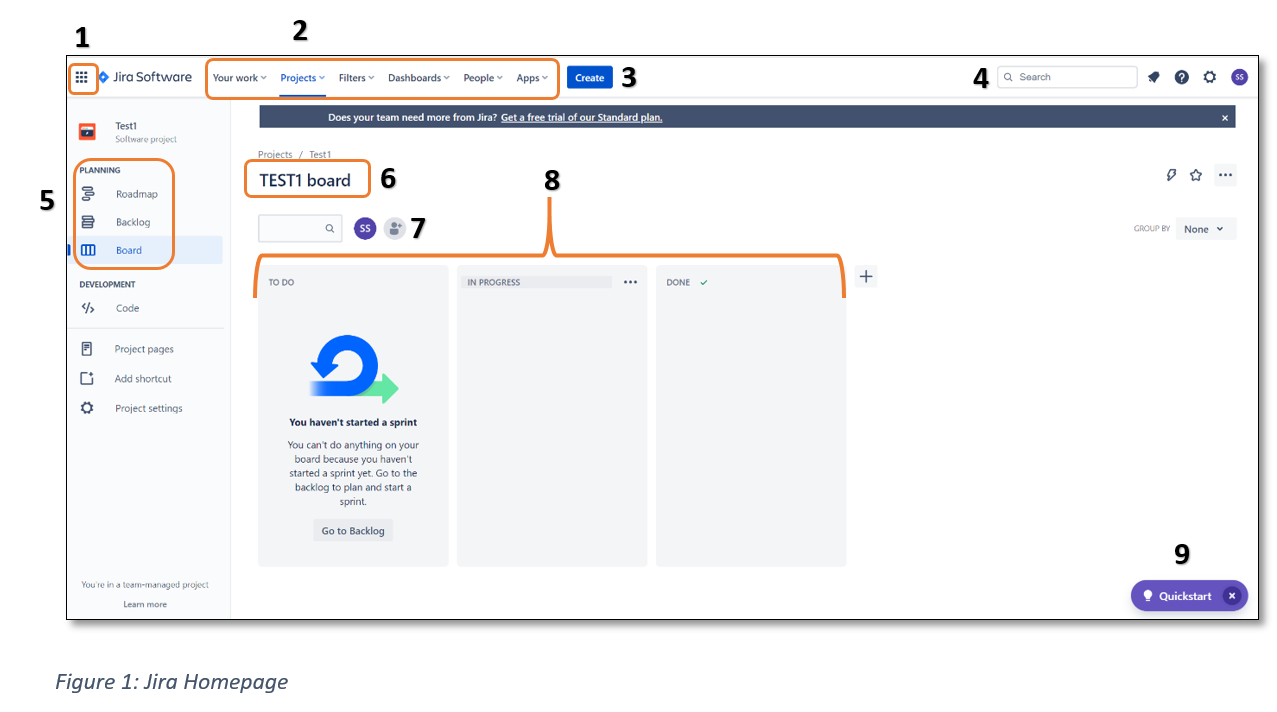 1
2
Jira Software
Your work
Projects
Filters
Dashboards
People
Apps
Create
3
4
Search
SS
Does your team need more from Jira? Get a free trial of our Standard plan.
Test1
Software project
5
PLANNING
Roadmap
Backlog
Board
DEVELOPMENT
Code
Project pages
Add shortcut
Project settings
You're in a team-managed project
Learn more
Projects / Test1
TEST1 board
6
8
SS
7
GROUP BY
None
TO DO
IN PROGRESS
DONE
You haven't started a sprint
You can't do anything on your
board because you haven't
started a sprint yet. Go to the
backlog to plan and start a
sprint.
Go to Backlog
9
Quickstart
Figure 1: Jira Homepage